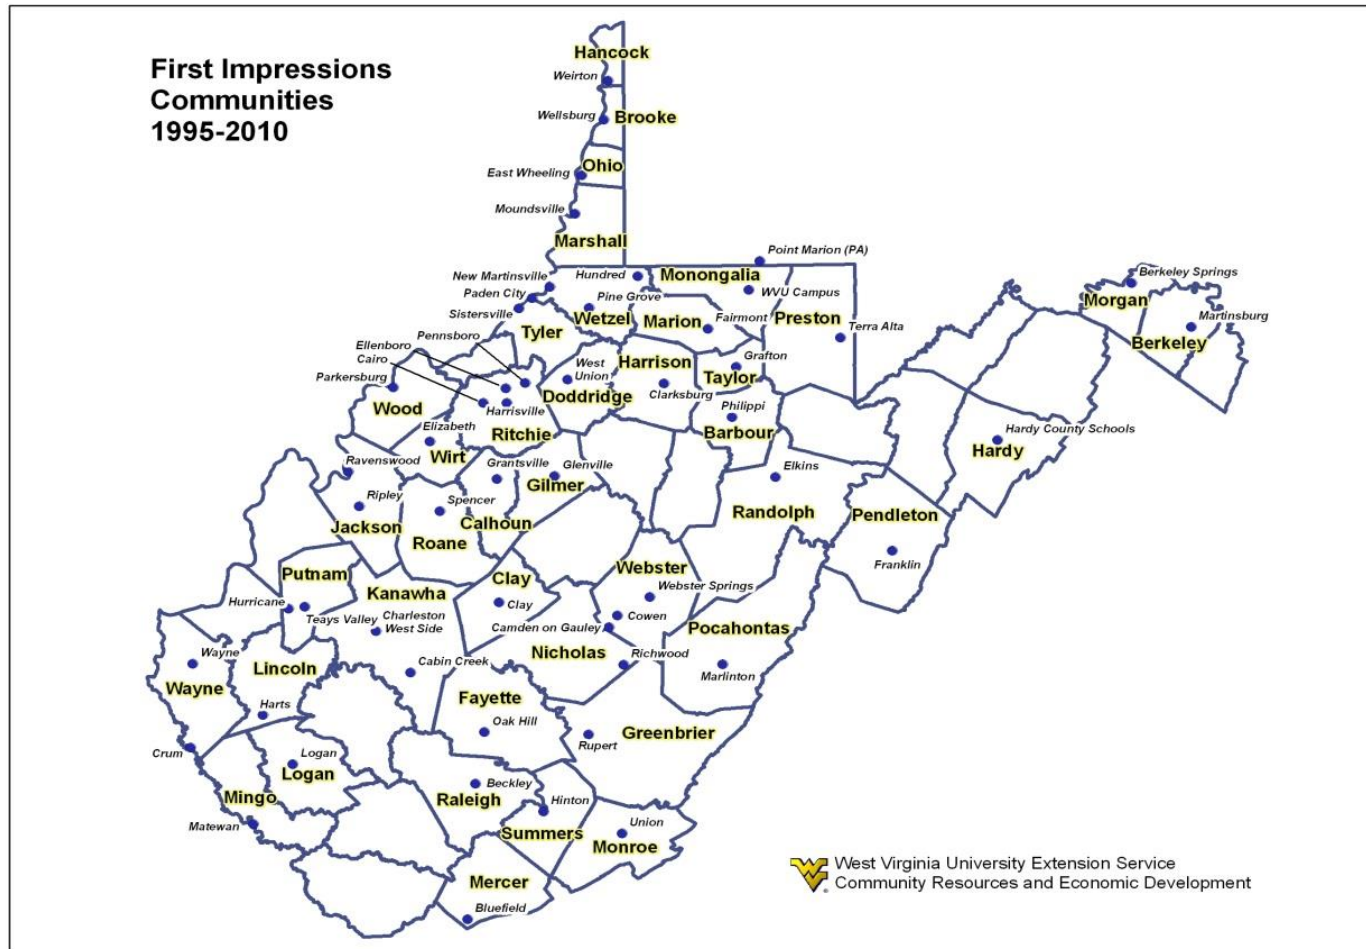 First Impressions
Communities
1995-2010
Hancock
Weirton
Wellsburg
Brooke
Ohio
East Wheeling
Moundsville
Marshall
Point Marion (PA)
New Martinsville
Hundred
Monongalia
Berkeley Springs
Paden City
Pine Grove
WVU Campus
Morgan
Sistersville
Wetzel
Marion
Fairmont
Preston
Martinsburg
Tyler
Terra Alta
Berkeley
Pennsboro
Ellenboro
Cairo
Parkersburg
West
Union
Harrison
Grafton
Taylor
Wood
Harrisville
Doddridge
Clarksburg
Philippi
Elizabeth
Ritchie
Barbour
Hardy County Schools
Hardy
Wirt
Ravenswood
Grantsville
Glenville
Elkins
Gilmer
Ripley
Spencer
Jackson
Calhoun
Randolph
Pendleton
Roane
Franklin
Putnam
Clay
Webster
Kanawha
Webster Springs
Hurricane
Teays Valley
Charleston
West Side
Clay
Cowen
Camden on Gauley
Pocahontas
Wayne
Lincoln
Cabin Creek
Nicholas
Richwood
Marlinton
Wayne
Fayette
Harts
Oak Hill
Rupert
Greenbrier
Crum
Logan
Logan
Beckley
Mingo
Raleigh
Hinton
Matewan
Summers
Union
Monroe
Mercer
Bluefield
West Virginia University Extension Service
Community Resources and Economic Development